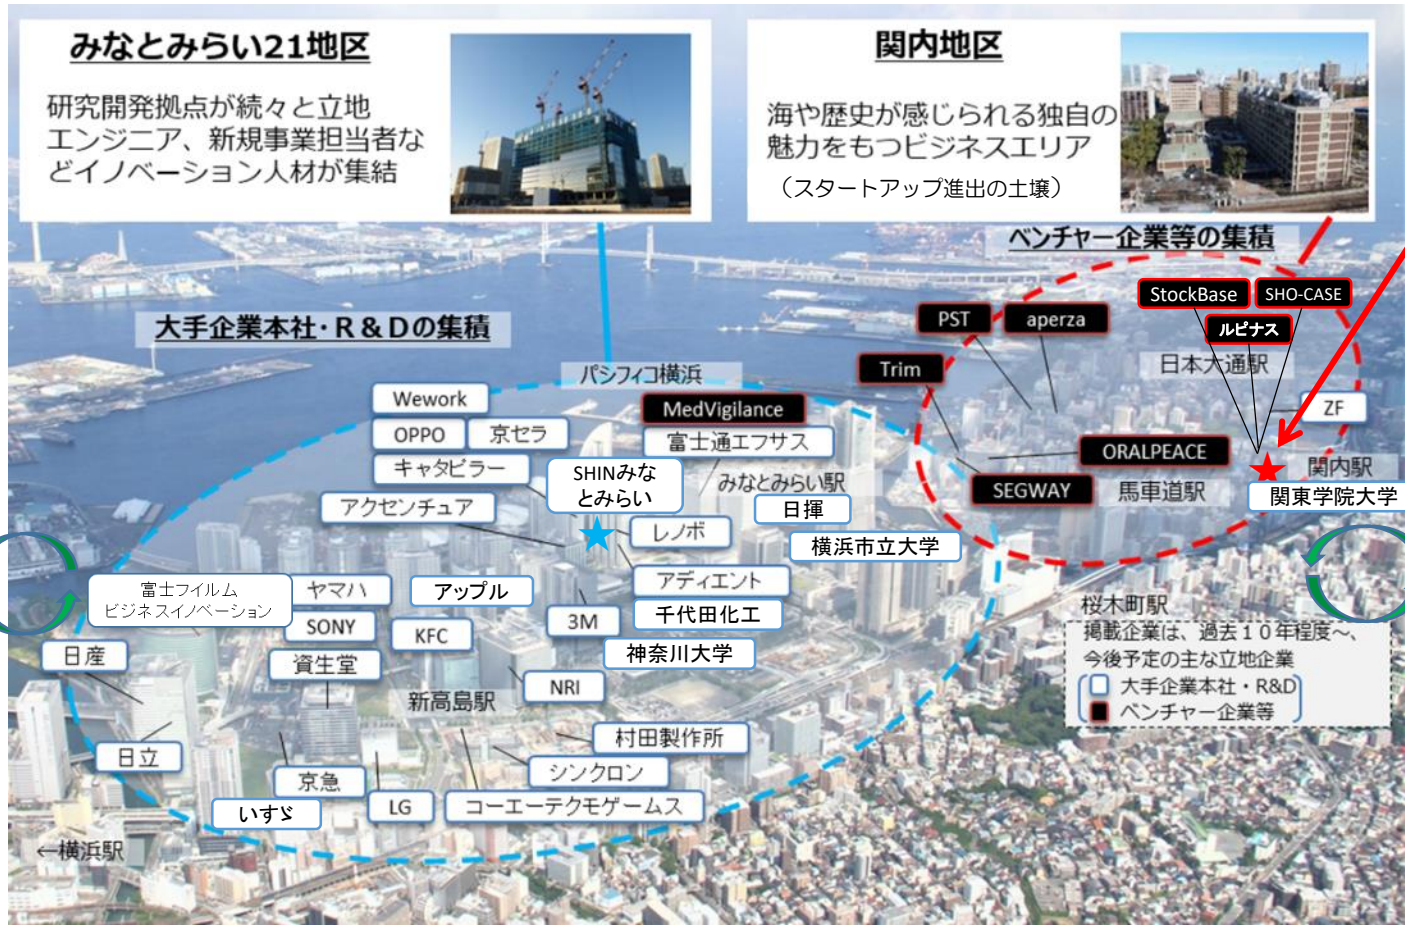 みなとみらい21地区
研究開発拠点が続々と立地
エンジニア、新規事業担当者な
どイノベーション人材が集結
関内地区
海や歴史が感じられる独自の
魅力をもつビジネスエリア
（スタートアップ進出の土壌）
ベンチャー企業等の集積
大手企業本社・R＆Dの集積
StockBase
SHO-CASE
ルピナス
PST
aperza
日本大通駅
Trim
ZF
パシフィコ横浜
Wework
MedVigilance
OPPO
京セラ
富士通エフサス
キャタピラー
SHINみな
とみらい
みなとみらい駅
ORALPEACE
SEGWAY
馬車道駅
関内駅
関東学院大学
アクセンチュア
日揮
レノボ
横浜市立大学
富士フイルム
ビジネスイノベーション
ヤマハ
アップル
アディエント
千代田化工
SONY
KFC
3M
神奈川大学
日産
資生堂
NRI
新高島駅
桜木町駅
掲載企業は、過去１０年程度～、
今後予定の主な立地企業
大手企業本社・R&D
ベンチャー企業等
村田製作所
日立
シンクロン
京急
いすゞ
LG
コーエーテクモゲームス
←横浜駅